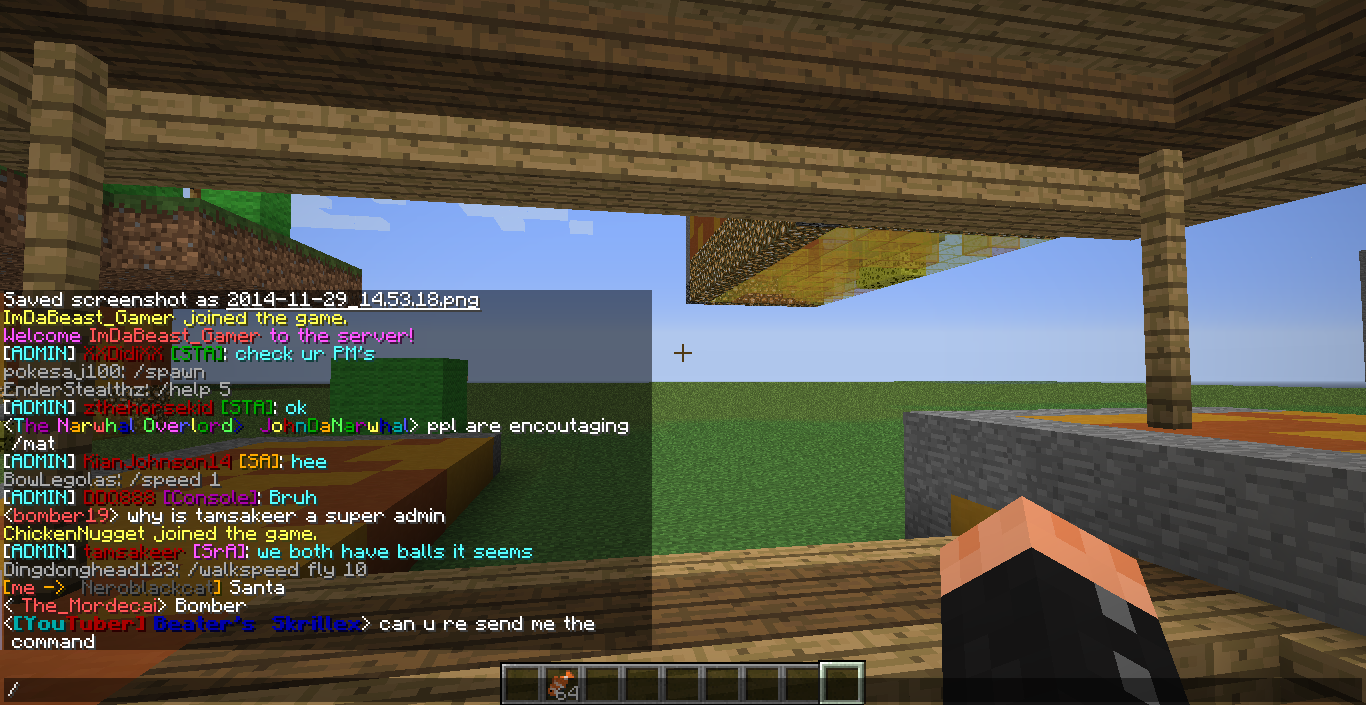 Saved screenshot as 2014-11-29_14.53.18.png
ImDaBeast_Gamer joined the game.
Welcome ImDaBeast_Gamer to the server!
[ADMIN] XXDidiXX [STA]: check ur PM's
pokesaj100: /spawn
EnderStealthz: /help 5
[ADMIN] zthehorsekid [STA]: ok
<The Narwhal Overlord> JohnDaNarwhal> ppl are encoutaging
/mat
[ADMIN] RianJohnson14 [SA]: hee
BowLegolas: /speed 1
[ADMIN] [Console]: Bruh
<bomber19> why is tamsakeer a super admin
ChickenNugget joined the game.
[ADMIN] tamsakeer [SrA]: we both have balls it seems
Dingdonghead123: /walkspeed fly 10
[me -> Neroblackcat] Santa
< The_Mordecai> Bomber
<[YouTuber] Beater's Skrillex> can u re send me the
command
/
64